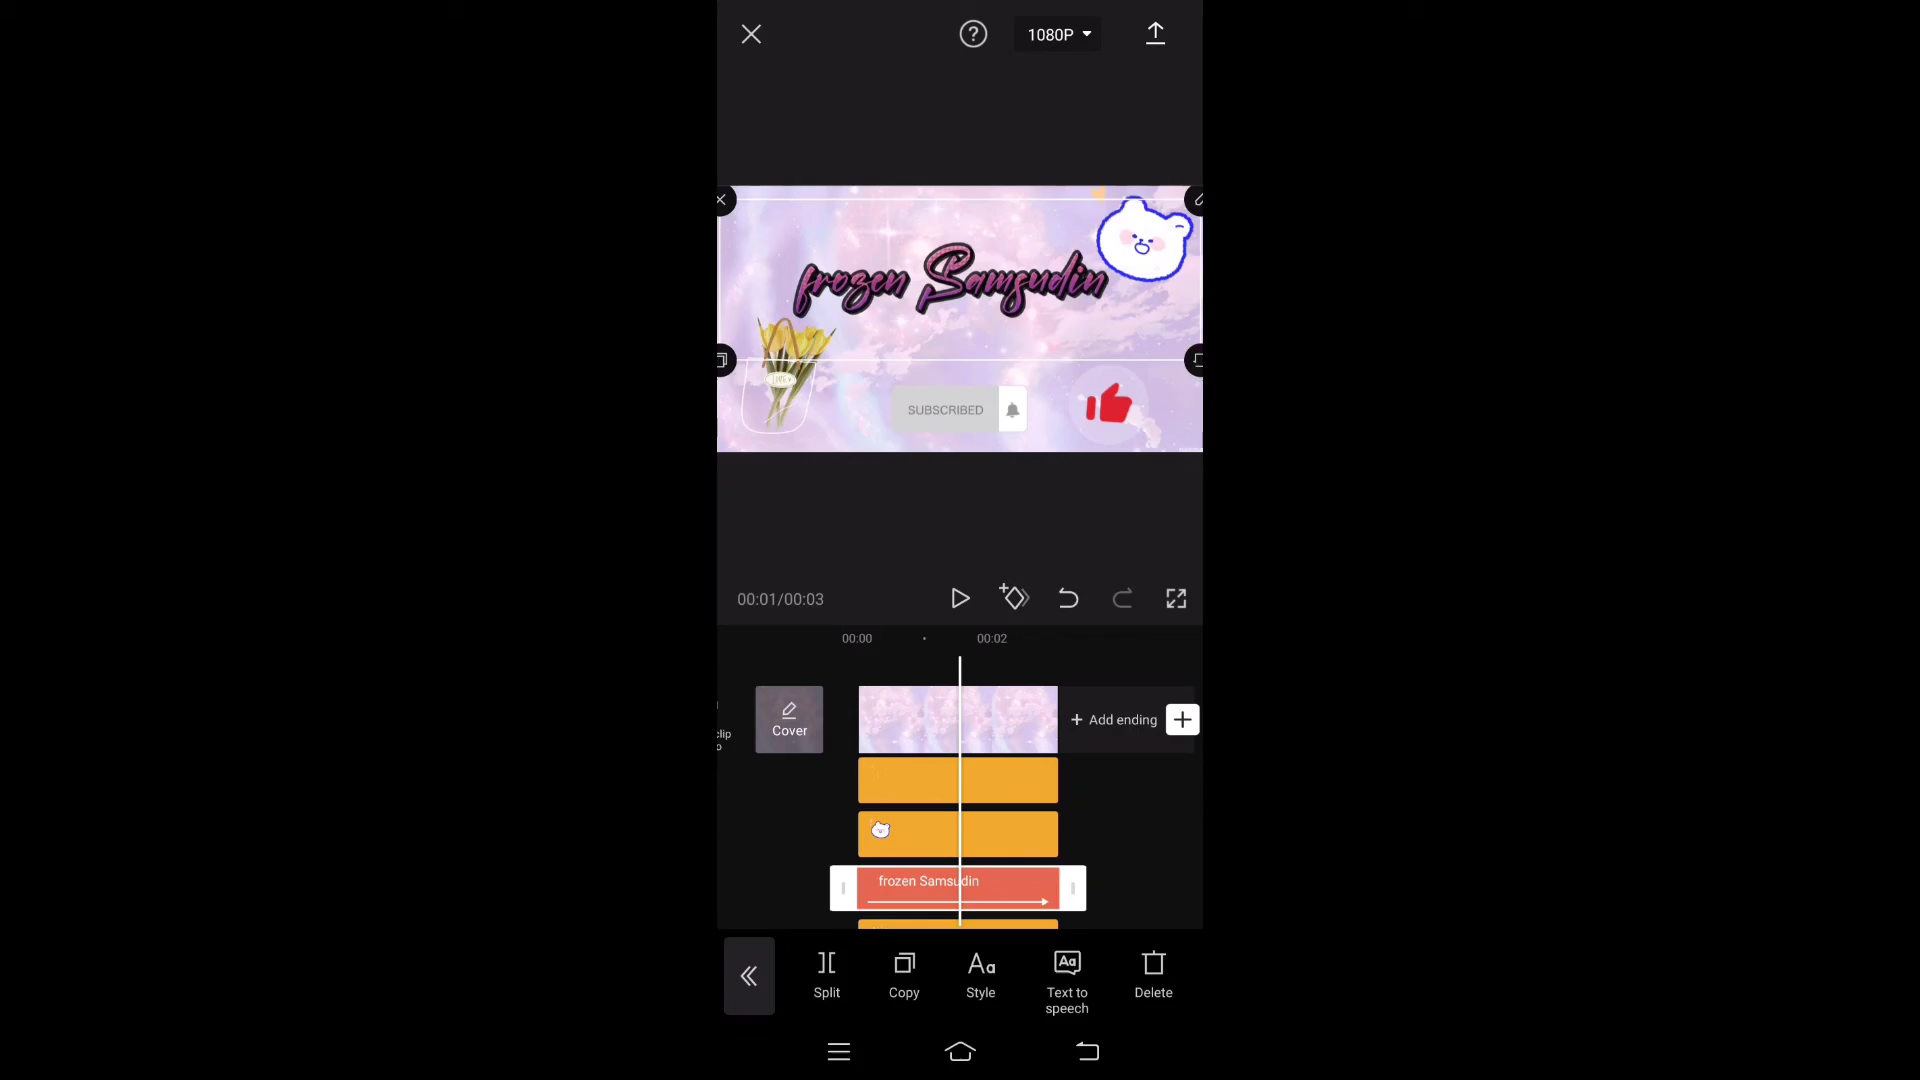 1080P
frozen Samsudin
SUBSCRIBED
00:01/00:03
00:00
00:02
clip
Cover
+ Add ending
frozen Samsudin
Split
Copy
Style
Text to
speech
Delete